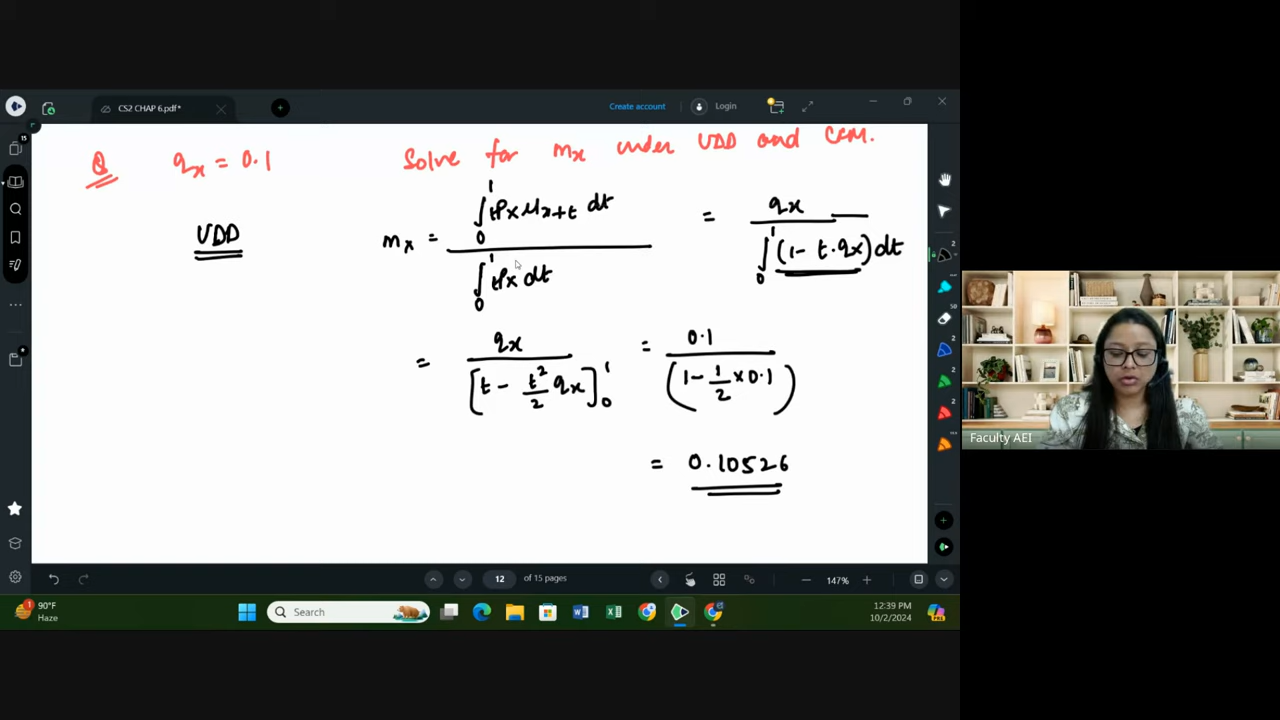 CS2 CHAP 6.pdf*
Create account
Login
15
Q qx = 0.1 Solve for mx under UDD and CFM.
UDD
mx = ∫₀¹ tPx μx+t dt / ∫₀¹ tPx dt = qx / ∫₀¹ (1 - t·qx) dt
= qx / [t - t²/2 qx]₀¹ = 0.1 / (1 - 1/2 × 0.1)
= 0.10526
Faculty AEI
12 of 15 pages
147%
1
90°F
Haze
Search
12:39 PM
10/2/2024